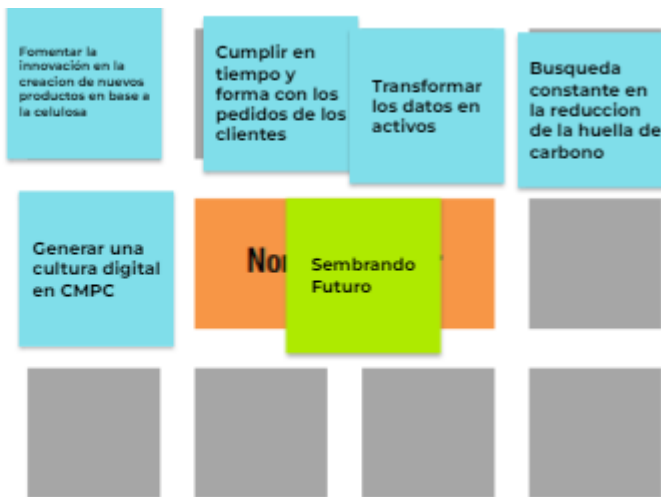 Fomentar la
innovación en la
creacion de nuevos
productos en base a
la celulosa
Cumplir en
tiempo y
forma con los
pedidos de los
clientes
Transformar
los datos en
activos
Busqueda
constante en
la reduccion
de la huella de
carbono
Generar una
cultura digital
en CMPC
Sembrando
Futuro